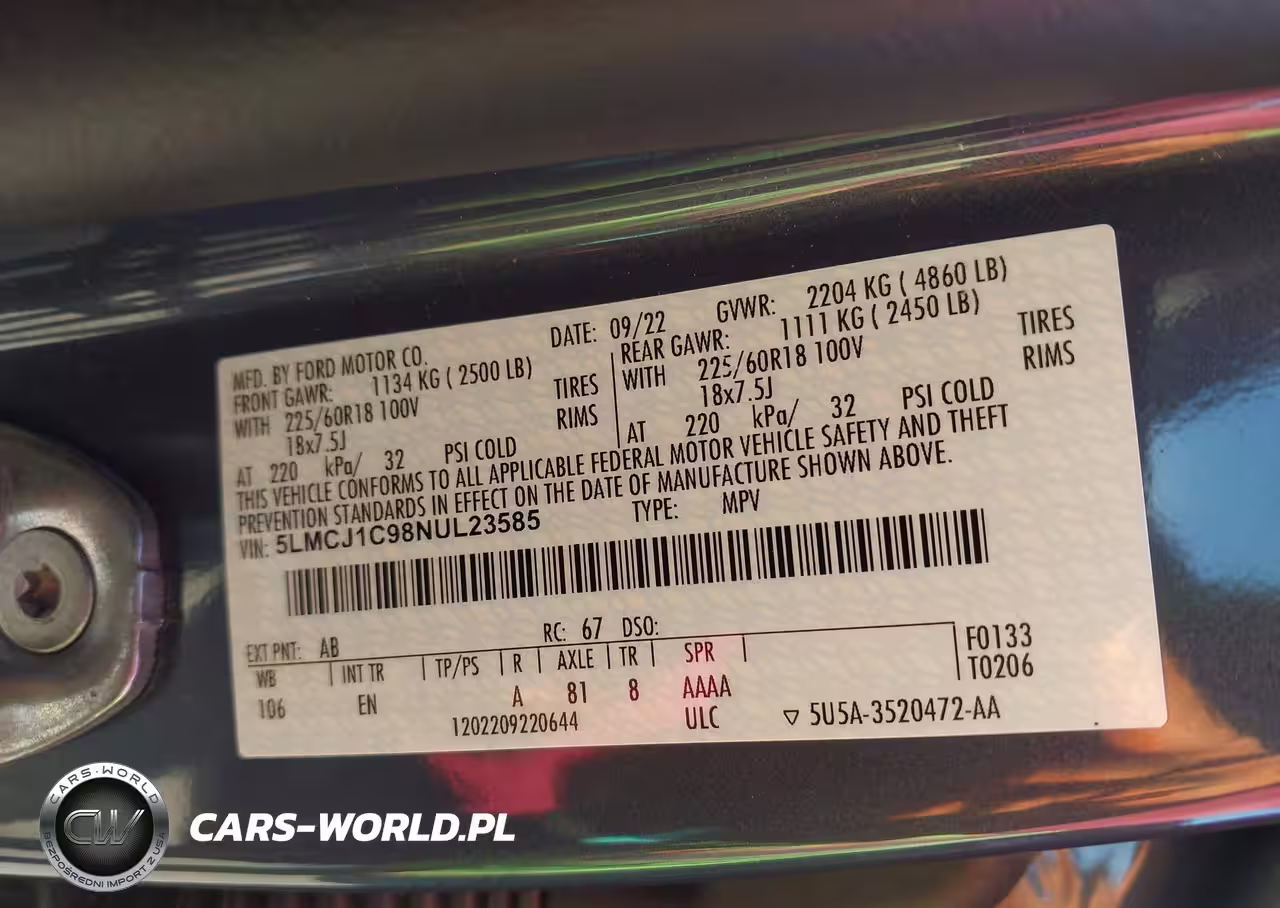 MFD. BY FORD MOTOR CO.
DATE: 09/22
GVWR: 2204 KG ( 4860 LB)
FRONT GAWR: 1134 KG ( 2500 LB)
WITH 225/60R18 100V TIRES
18x7.5J RIMS
AT 220 kPa/ 32 PSI COLD
REAR GAWR: 1111 KG ( 2450 LB)
WITH 225/60R18 100V TIRES
18x7.5J RIMS
AT 220 kPa/ 32 PSI COLD
THIS VEHICLE CONFORMS TO ALL APPLICABLE FEDERAL MOTOR VEHICLE SAFETY AND THEFT
PREVENTION STANDARDS IN EFFECT ON THE DATE OF MANUFACTURE SHOWN ABOVE.
VIN: 5LMCJ1C98NUL23585 TYPE: MPV
EXT PNT: AB RC: 67 DSO:
WB INT TR TP/PS R AXLE TR SPR F0133
T0206
106 EN A 81 8 AAAA
1202209220644 ULC ▽ 5U5A-3520472-AA
CARS-WORLD
CW
BEZPOŚREDNI IMPORT Z USA
CARS-WORLD.PL